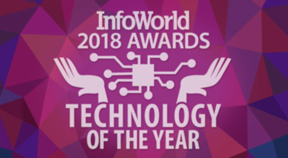 InfoWorld
2018 AWARDS
TECHNOLOGY
OF THE YEAR